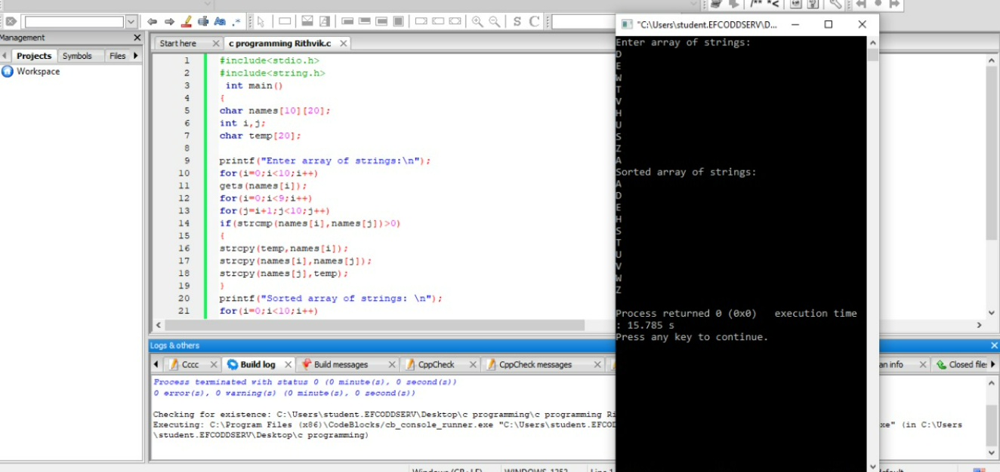 "C:\Users\student.EFCODDSERV\D...
Management
Projects Symbols Files
Workspace
Start here c programming Rithvik.c
1 #include<stdio.h>
2 #include<string.h>
3 int main()
4 {
5 char names[10][20];
6 int i,j;
7 char temp[20];
8
9 printf("Enter array of strings:\n");
10 for(i=0;i<10;i++)
11 gets(names[i]);
12 for(i=0;i<9;i++)
13 for(j=i+1;j<10;j++)
14 if(strcmp(names[i],names[j])>0)
15 {
16 strcpy(temp,names[i]);
17 strcpy(names[i],names[j]);
18 strcpy(names[j],temp);
19 }
20 printf("Sorted array of strings: \n");
21 for(i=0;i<10;i++)
Enter array of strings:
D
E
W
T
V
H
U
S
Z
A
Sorted array of strings:
A
D
E
H
S
T
U
V
W
Z
Process returned 0 (0x0) execution time
: 15.785 s
Press any key to continue.
Logs & others
Cccc Build log Build messages CppCheck CppCheck messages an info Closed file:
Process terminated with status 0 (0 minute(s), 0 second(s))
0 error(s), 0 warning(s) (0 minute(s), 0 second(s))
Checking for existence: C:\Users\student.EFCODDSERV\Desktop\c programming\c programming Ri
Executing: C:\Program Files (x86)\CodeBlocks/cb_console_runner.exe "C:\Users\student.EFCOD xe" (in C:\Users
\student.EFCODDSERV\Desktop\c programming)